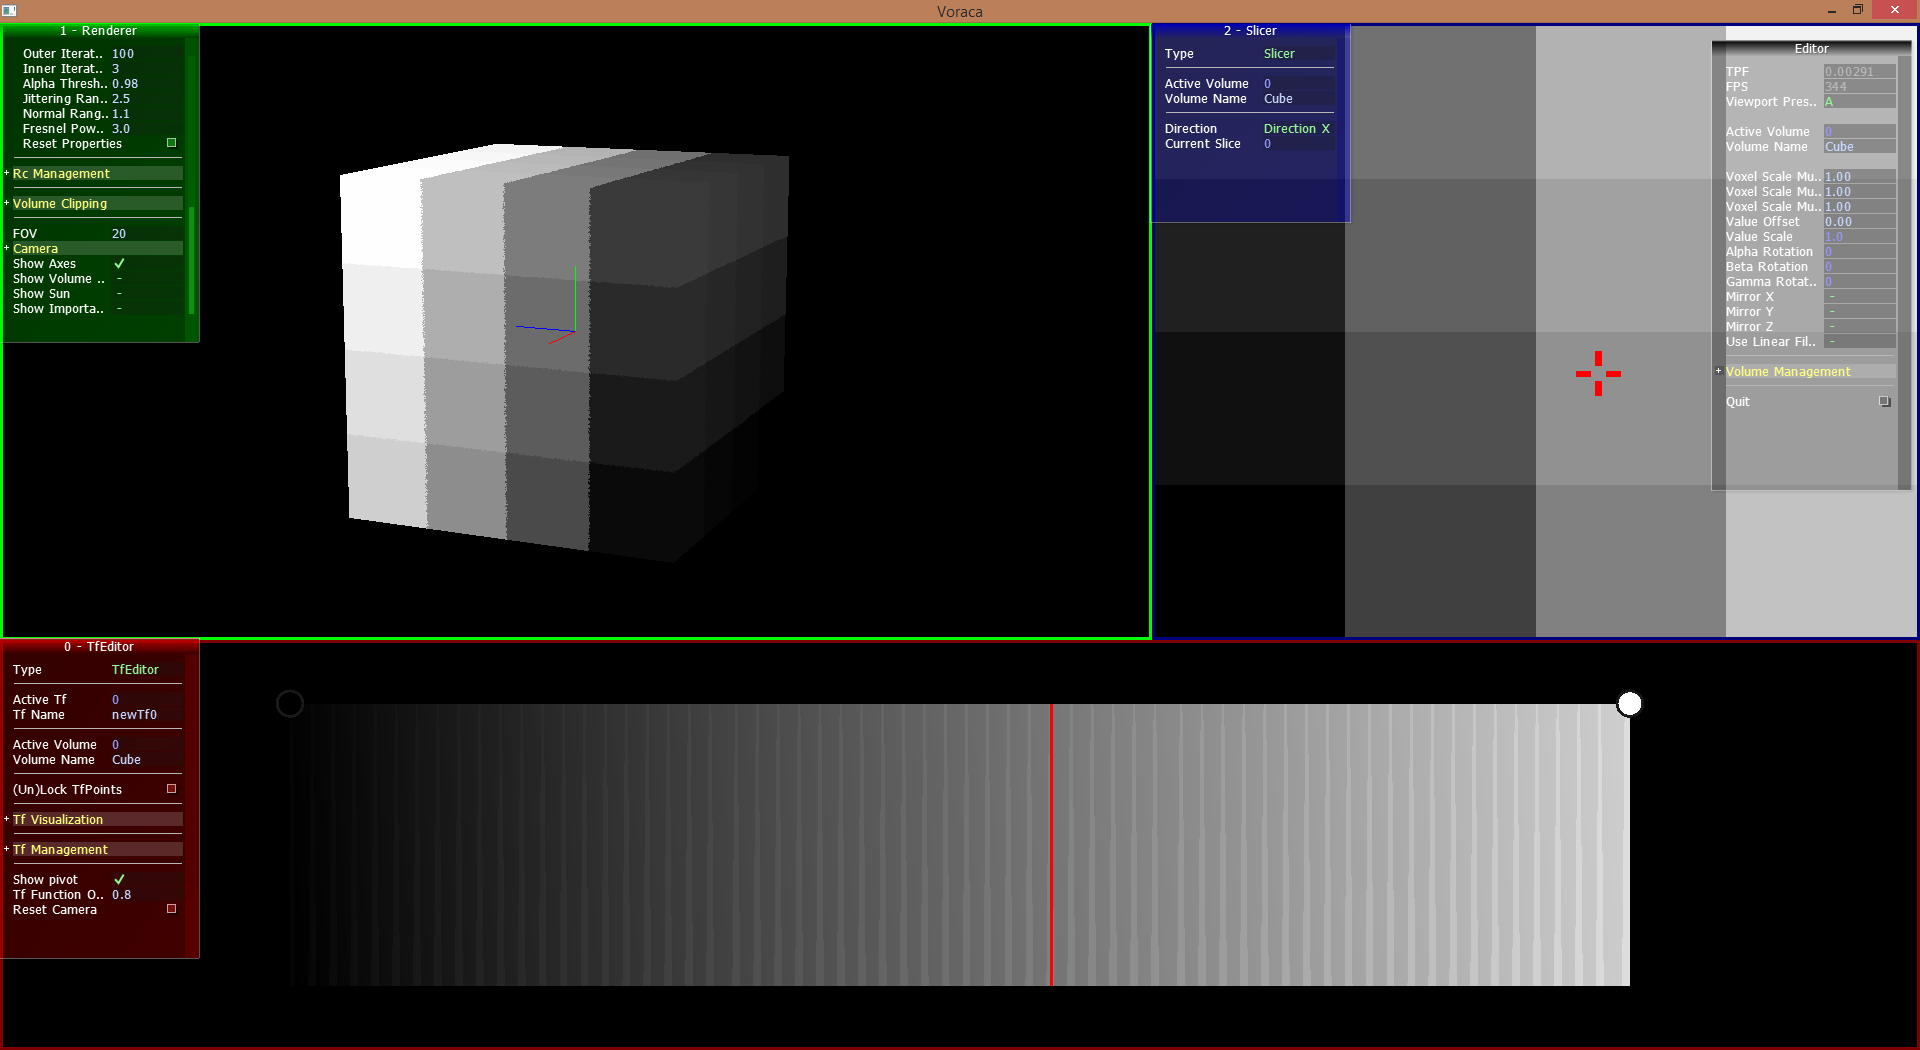 Voraca
1 - Renderer
Outer Iterat.. 100
Inner Iterat.. 3
Alpha Thresh.. 0.98
Jittering Ran.. 2.5
Normal Rang.. 1.1
Fresnel Pow.. 3.0
Reset Properties
+ Rc Management
+ Volume Clipping
FOV 20
+ Camera
Show Axes ✓
Show Volume .. -
Show Sun -
Show Importa.. -
2 - Slicer
Type Slicer
Active Volume 0
Volume Name Cube
Direction Direction X
Current Slice 0
Editor
TPF 0.00291
FPS 344
Viewport Pres.. A
Active Volume 0
Volume Name Cube
Voxel Scale Mu.. 1.00
Voxel Scale Mu.. 1.00
Voxel Scale Mu.. 1.00
Value Offset 0.00
Value Scale 1.0
Alpha Rotation 0
Beta Rotation 0
Gamma Rotat.. 0
Mirror X -
Mirror Y -
Mirror Z -
Use Linear Fil.. -
+ Volume Management
Quit
0 - TfEditor
Type TfEditor
Active Tf 0
Tf Name newTf0
Active Volume 0
Volume Name Cube
(Un)Lock TfPoints
+ Tf Visualization
+ Tf Management
Show pivot ✓
Tf Function O.. 0.8
Reset Camera